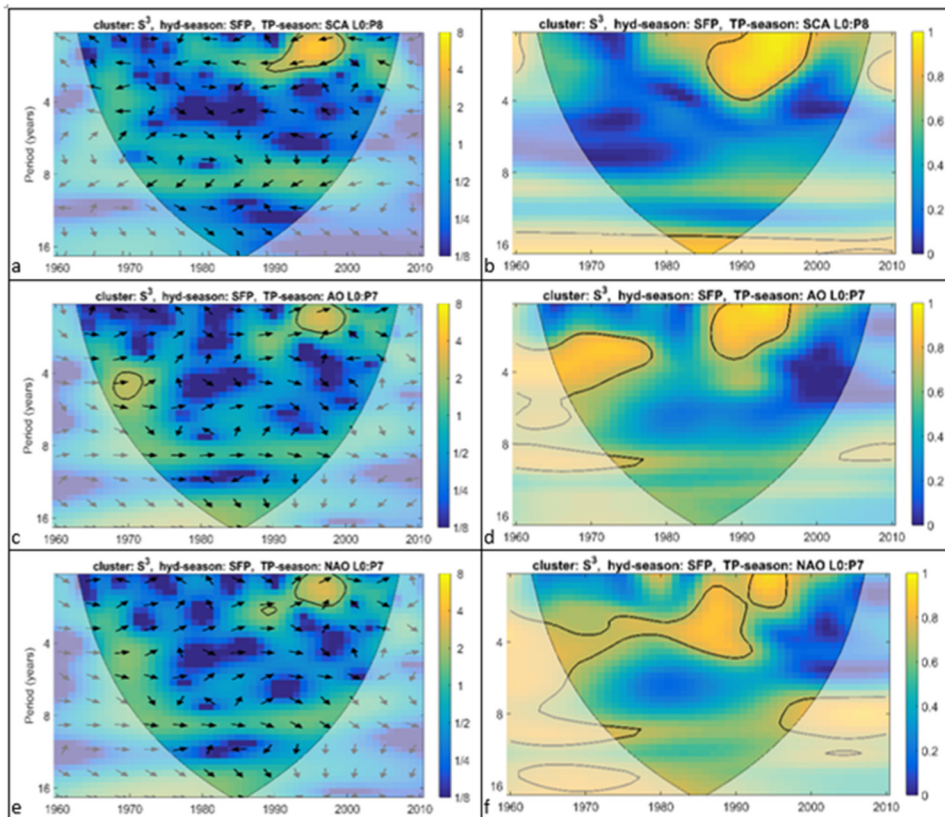 cluster: S³, hyd-season: SFP, TP-season: SCA L0:P8
Period (years)
4
8
16
1960 1970 1980 1990 2000 2010
8
4
2
1
1/2
1/4
1/8
a
cluster: S³, hyd-season: SFP, TP-season: SCA L0:P8
4
8
16
1960 1970 1980 1990 2000 2010
1
0.8
0.6
0.4
0.2
0
b
cluster: S³, hyd-season: SFP, TP-season: AO L0:P7
Period (years)
4
8
16
1960 1970 1980 1990 2000 2010
8
4
2
1
1/2
1/4
1/8
c
cluster: S³, hyd-season: SFP, TP-season: AO L0:P7
4
8
16
1960 1970 1980 1990 2000 2010
1
0.8
0.6
0.4
0.2
0
d
cluster: S³, hyd-season: SFP, TP-season: NAO L0:P7
Period (years)
4
8
16
1960 1970 1980 1990 2000 2010
8
4
2
1
1/2
1/4
1/8
e
cluster: S³, hyd-season: SFP, TP-season: NAO L0:P7
4
8
16
1960 1970 1980 1990 2000 2010
1
0.8
0.6
0.4
0.2
0
f